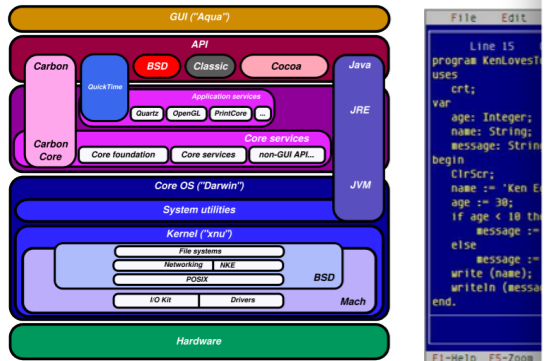 GUI ("Aqua")
API
Carbon
QuickTime
BSD
Classic
Cocoa
Java
Application services
Quartz
OpenGL
PrintCore
...
JRE
Carbon
Core
Core services
Core foundation
Core services
non-GUI API...
Core OS ("Darwin")
JVM
System utilities
Kernel ("xnu")
File systems
Networking
NKE
POSIX
BSD
I/O Kit
Drivers
Mach
Hardware
File Edit
Line 15
program KenLovesT
uses
crt;
var
age: Integer;
name: String;
message: Strin
begin
ClrScr;
name := 'Ken E
age := 30;
if age < 10 th
message :=
else
message :=
write (name);
writeln (messa
end.
F1-Help F5-Zoom